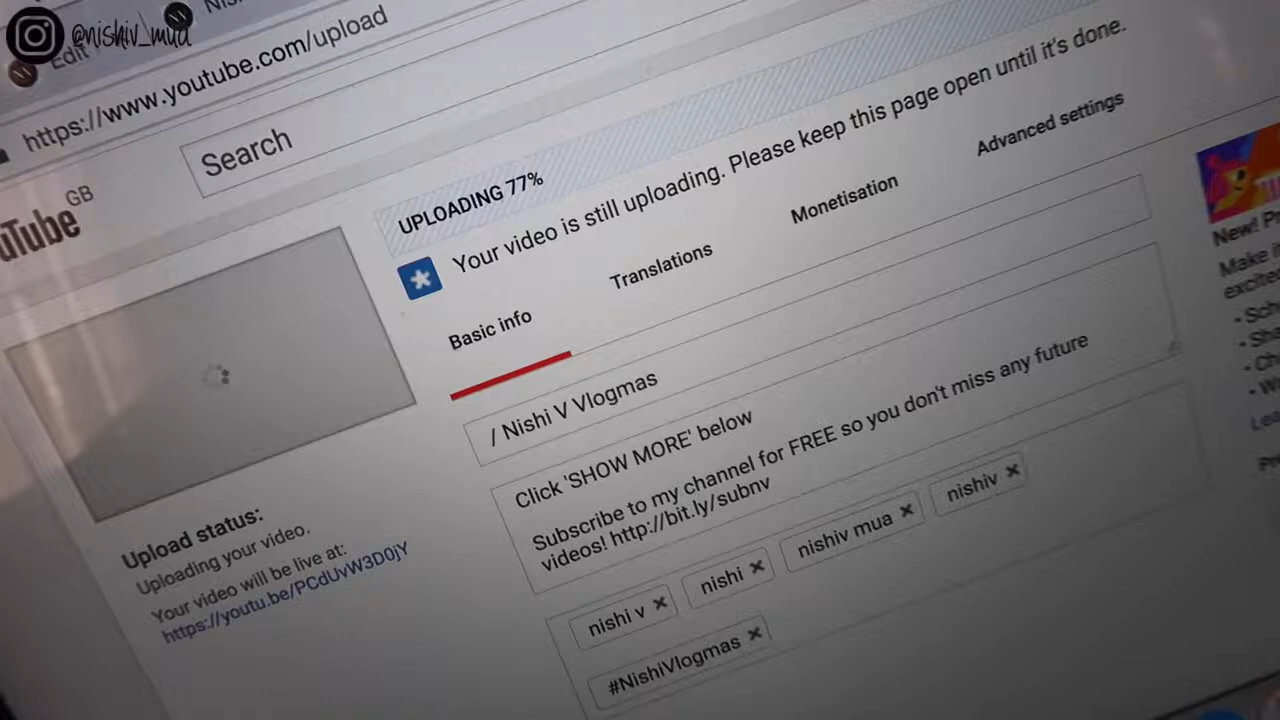 @nishiv_mua
Edit
https://www.youtube.com/upload
GB
Search
UPLOADING 77%
Your video is still uploading. Please keep this page open until it's done.
Basic info
Translations
Monetisation
Advanced settings
/ Nishi V Vlogmas
Click 'SHOW MORE' below
Subscribe to my channel for FREE so you don't miss any future
videos! http://bit.ly/subnv
nishi v ×
nishi ×
nishiv mua ×
nishiv ×
#NishiVlogmas ×
Upload status:
Uploading your video.
Your video will be live at:
https://youtu.be/PCdUvW3D0jY
New!
Make